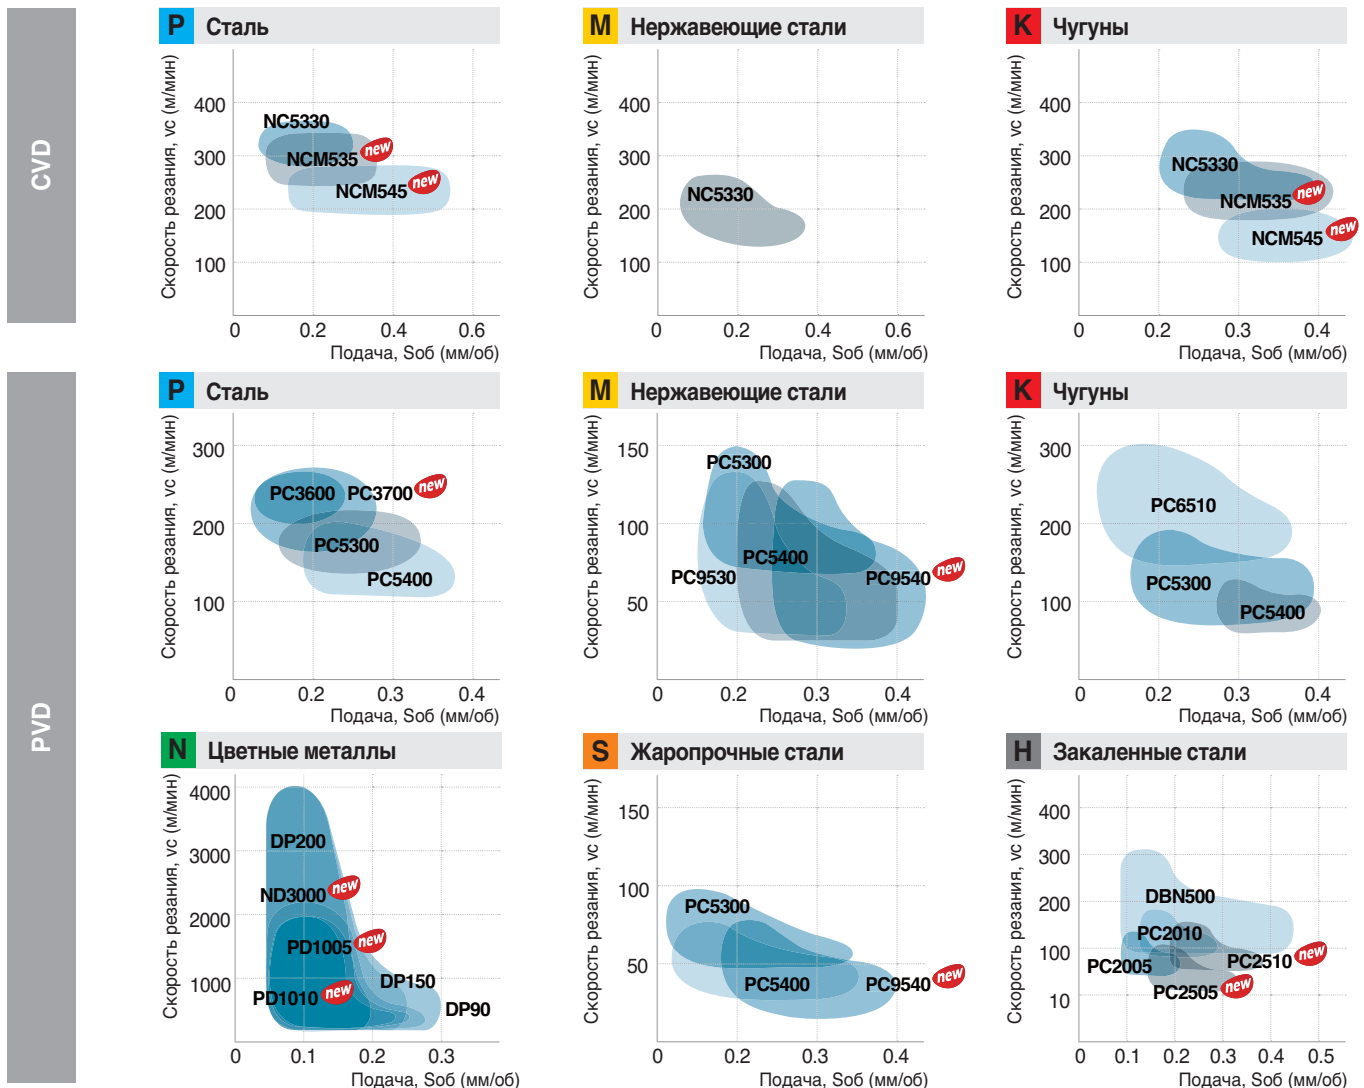 CVD
P Сталь
Скорость резания, vc (м/мин)
400
300
200
100
NC5330
NCM535 new
NCM545 new
0 0.2 0.4 0.6
Подача, Sоб (мм/об)
M Нержавеющие стали
Скорость резания, vc (м/мин)
400
300
200
100
NC5330
0 0.2 0.4 0.6
Подача, Sоб (мм/об)
K Чугуны
Скорость резания, vc (м/мин)
400
300
200
100
NC5330
NCM535 new
NCM545 new
0 0.2 0.3 0.4
Подача, Sоб (мм/об)
PVD
P Сталь
Скорость резания, vc (м/мин)
300
200
100
PC3600 PC3700 new
PC5300
PC5400
0 0.2 0.3 0.4
Подача, Sоб (мм/об)
M Нержавеющие стали
Скорость резания, vc (м/мин)
150
100
50
PC5300
PC5400
PC9530 PC9540 new
0 0.2 0.3 0.4
Подача, Sоб (мм/об)
K Чугуны
Скорость резания, vc (м/мин)
300
200
100
PC6510
PC5300
PC5400
0 0.2 0.3 0.4
Подача, Sоб (мм/об)
N Цветные металлы
Скорость резания, vc (м/мин)
4000
3000
2000
1000
DP200
ND3000 new
PD1005 new
DP150
PD1010 new
DP90
0 0.1 0.2 0.3
Подача, Sоб (мм/об)
S Жаропрочные стали
Скорость резания, vc (м/мин)
150
100
50
PC5300
PC5400 PC9540 new
0 0.2 0.3 0.4
Подача, Sоб (мм/об)
H Закаленные стали
Скорость резания, vc (м/мин)
400
300
200
100
10
DBN500
PC2010
PC2005 PC2510 new
PC2505 new
0 0.1 0.2 0.3 0.4 0.5
Подача, Sоб (мм/об)